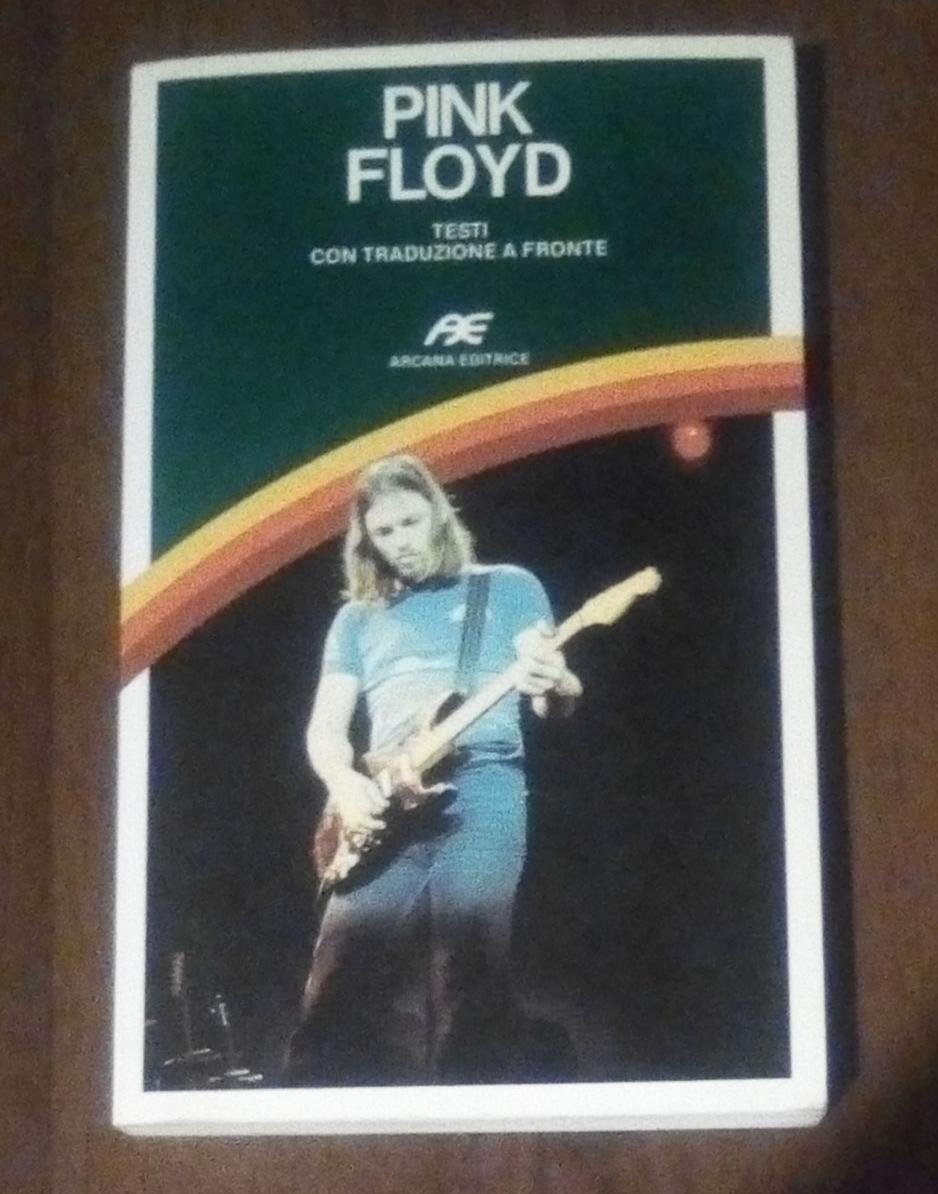 PINK
FLOYD
TESTI
CON TRADUZIONE A FRONTE
AE
ARCANA EDITRICE